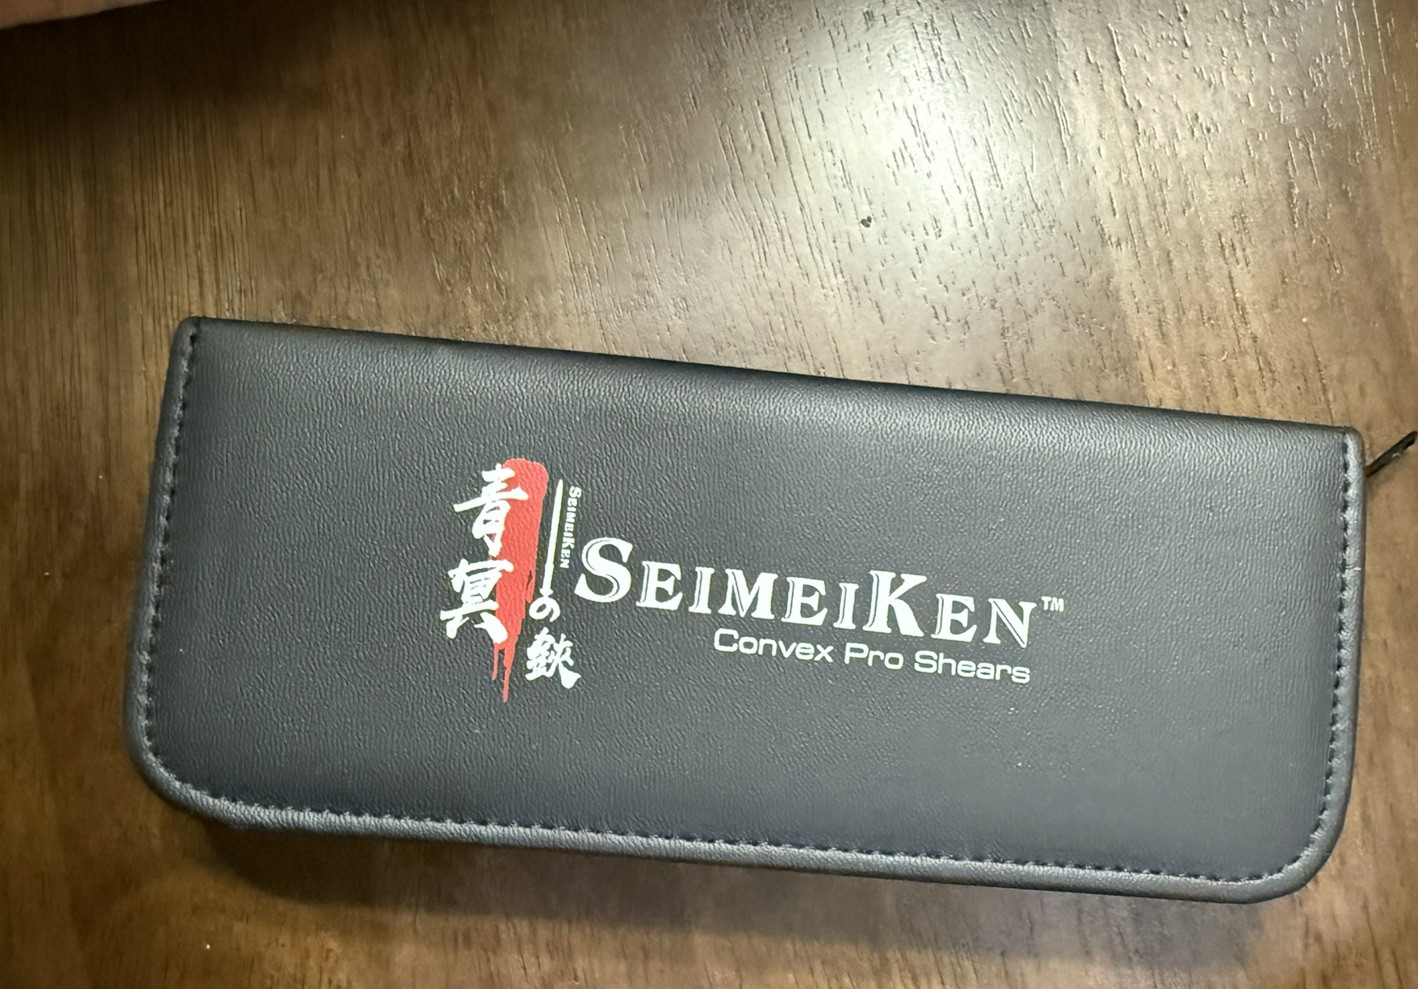 青冥
の鋏
SEIMEIKEN
SEIMEIKEN™
Convex Pro Shears